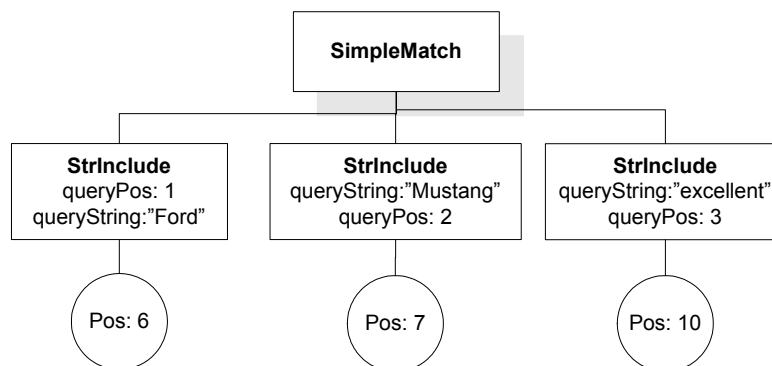 SimpleMatch
StrInclude
queryPos: 1
queryString:”Ford”
StrInclude
queryString:”Mustang”
queryPos: 2
StrInclude
queryString:”excellent”
queryPos: 3
Pos: 6
Pos: 7
Pos: 10